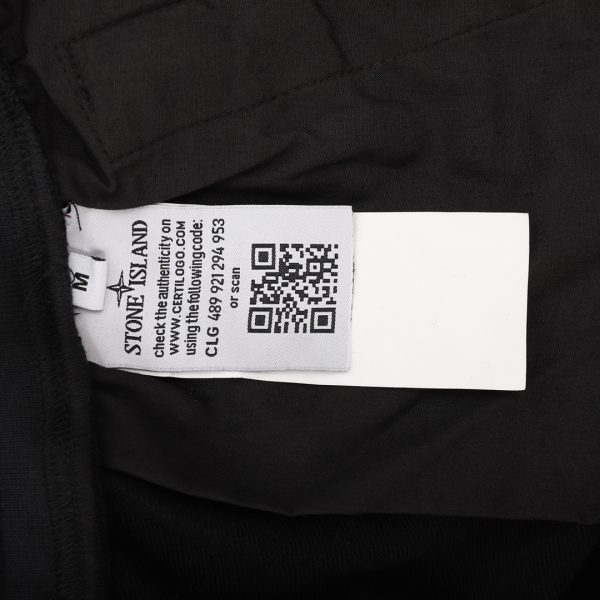 M
STONE ISLAND
check the authenticity on
WWW.CERTILOGO.COM
using the following code:
CLG 489 921 294 953
or scan